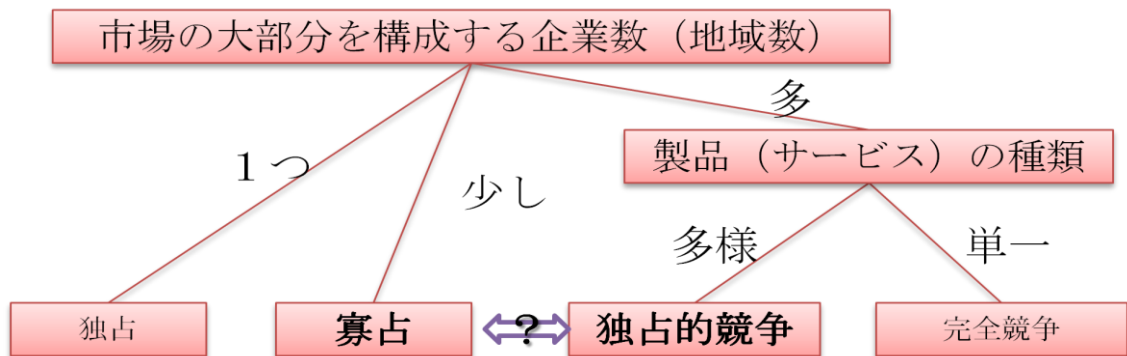 市場の大部分を構成する企業数（地域数）
多
製品（サービス）の種類
１つ
少し
多様
単一
独占
寡占
?
独占的競争
完全競争